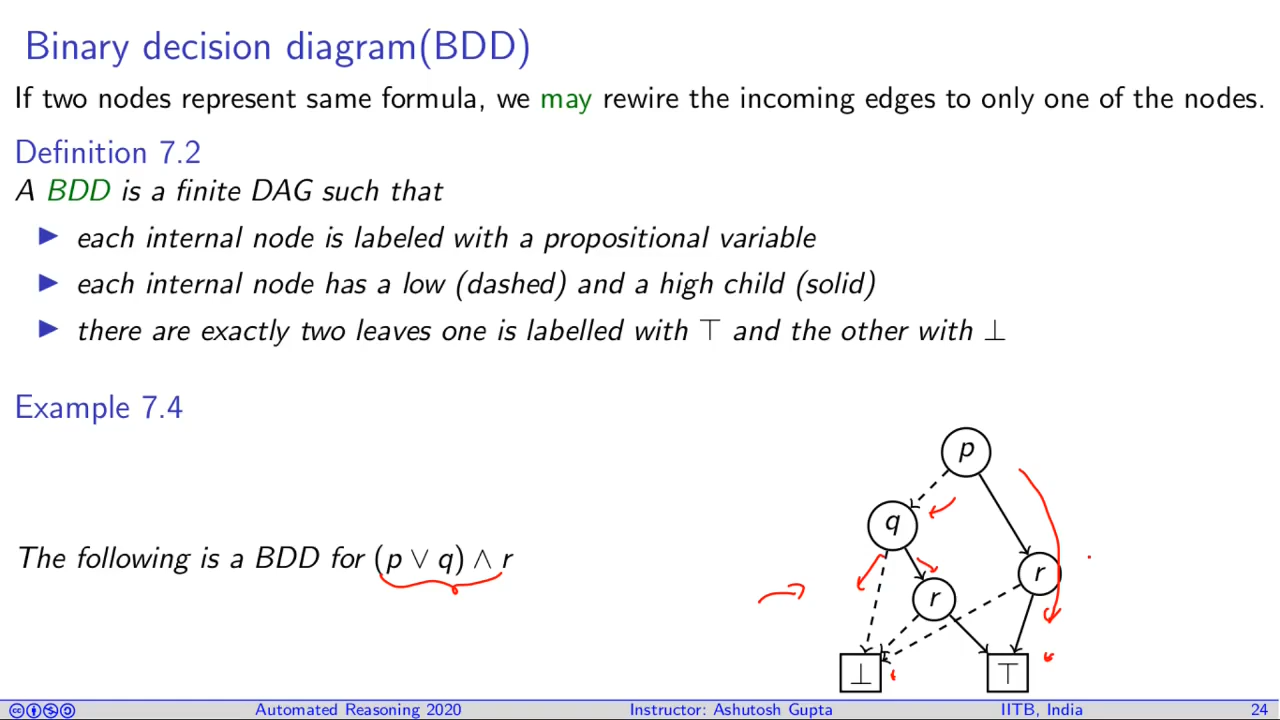 Binary decision diagram(BDD)
If two nodes represent same formula, we may rewire the incoming edges to only one of the nodes.
Definition 7.2
A BDD is a finite DAG such that
▶ each internal node is labeled with a propositional variable
▶ each internal node has a low (dashed) and a high child (solid)
▶ there are exactly two leaves one is labelled with ⊤ and the other with ⊥
Example 7.4
p
q
The following is a BDD for (p ∨ q) ∧ r
r
r
⊥ ⊤
Automated Reasoning 2020 Instructor: Ashutosh Gupta IITB, India 24